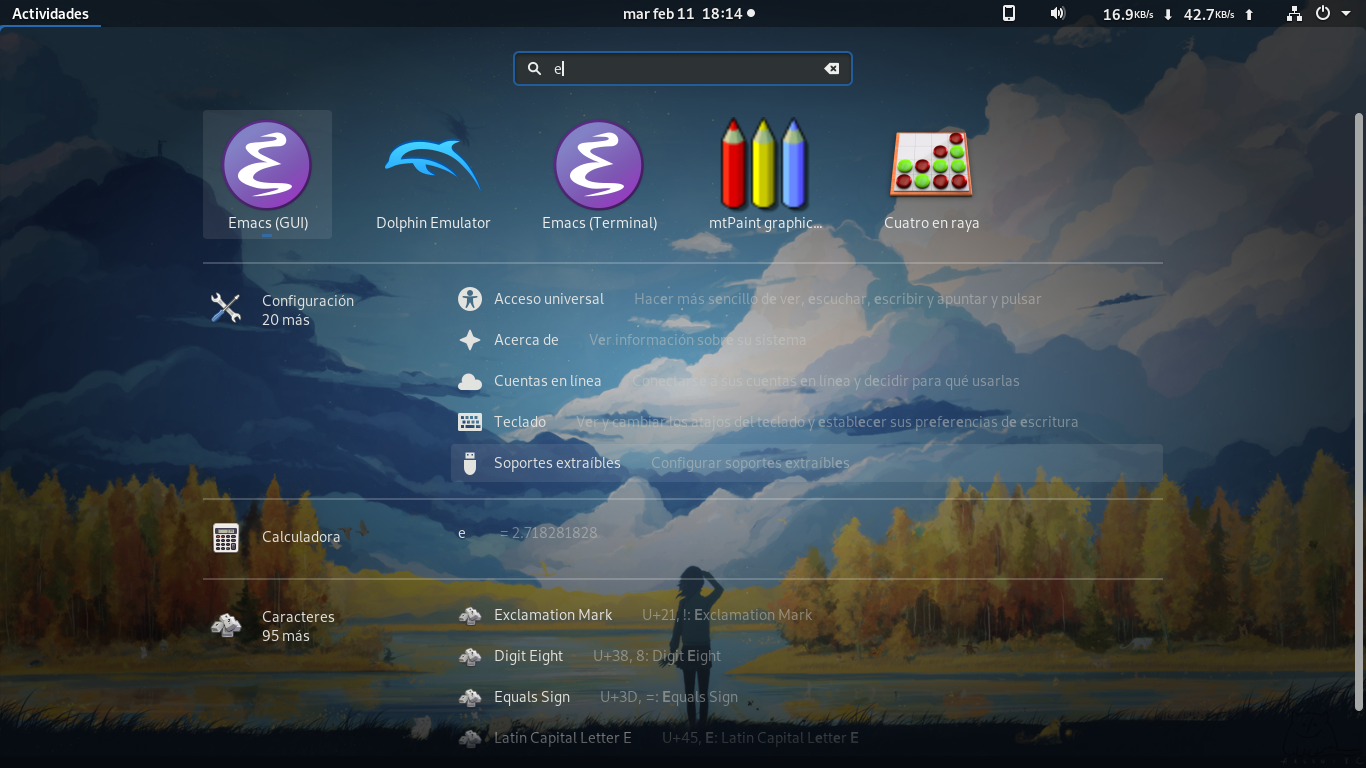 Actividades
mar feb 11 18:14
16.9KB/s 42.7KB/s
e
Emacs (GUI)
Dolphin Emulator
Emacs (Terminal)
mtPaint graphic...
Cuatro en raya
Configuración
20 más
Acceso universal Hacer más sencillo de ver, escuchar, escribir y apuntar y pulsar
Acerca de Ver información sobre su sistema
Cuentas en línea Conectarse a sus cuentas en línea y decidir para qué usarlas
Teclado Ver y cambiar los atajos del teclado y establecer sus preferencias de escritura
Soportes extraíbles Configurar soportes extraíbles
Calculadora
e = 2.718281828
Caracteres
95 más
Exclamation Mark U+21, !: Exclamation Mark
Digit Eight U+38, 8: Digit Eight
Equals Sign U+3D, =: Equals Sign
Latin Capital Letter E U+45, E: Latin Capital Letter E